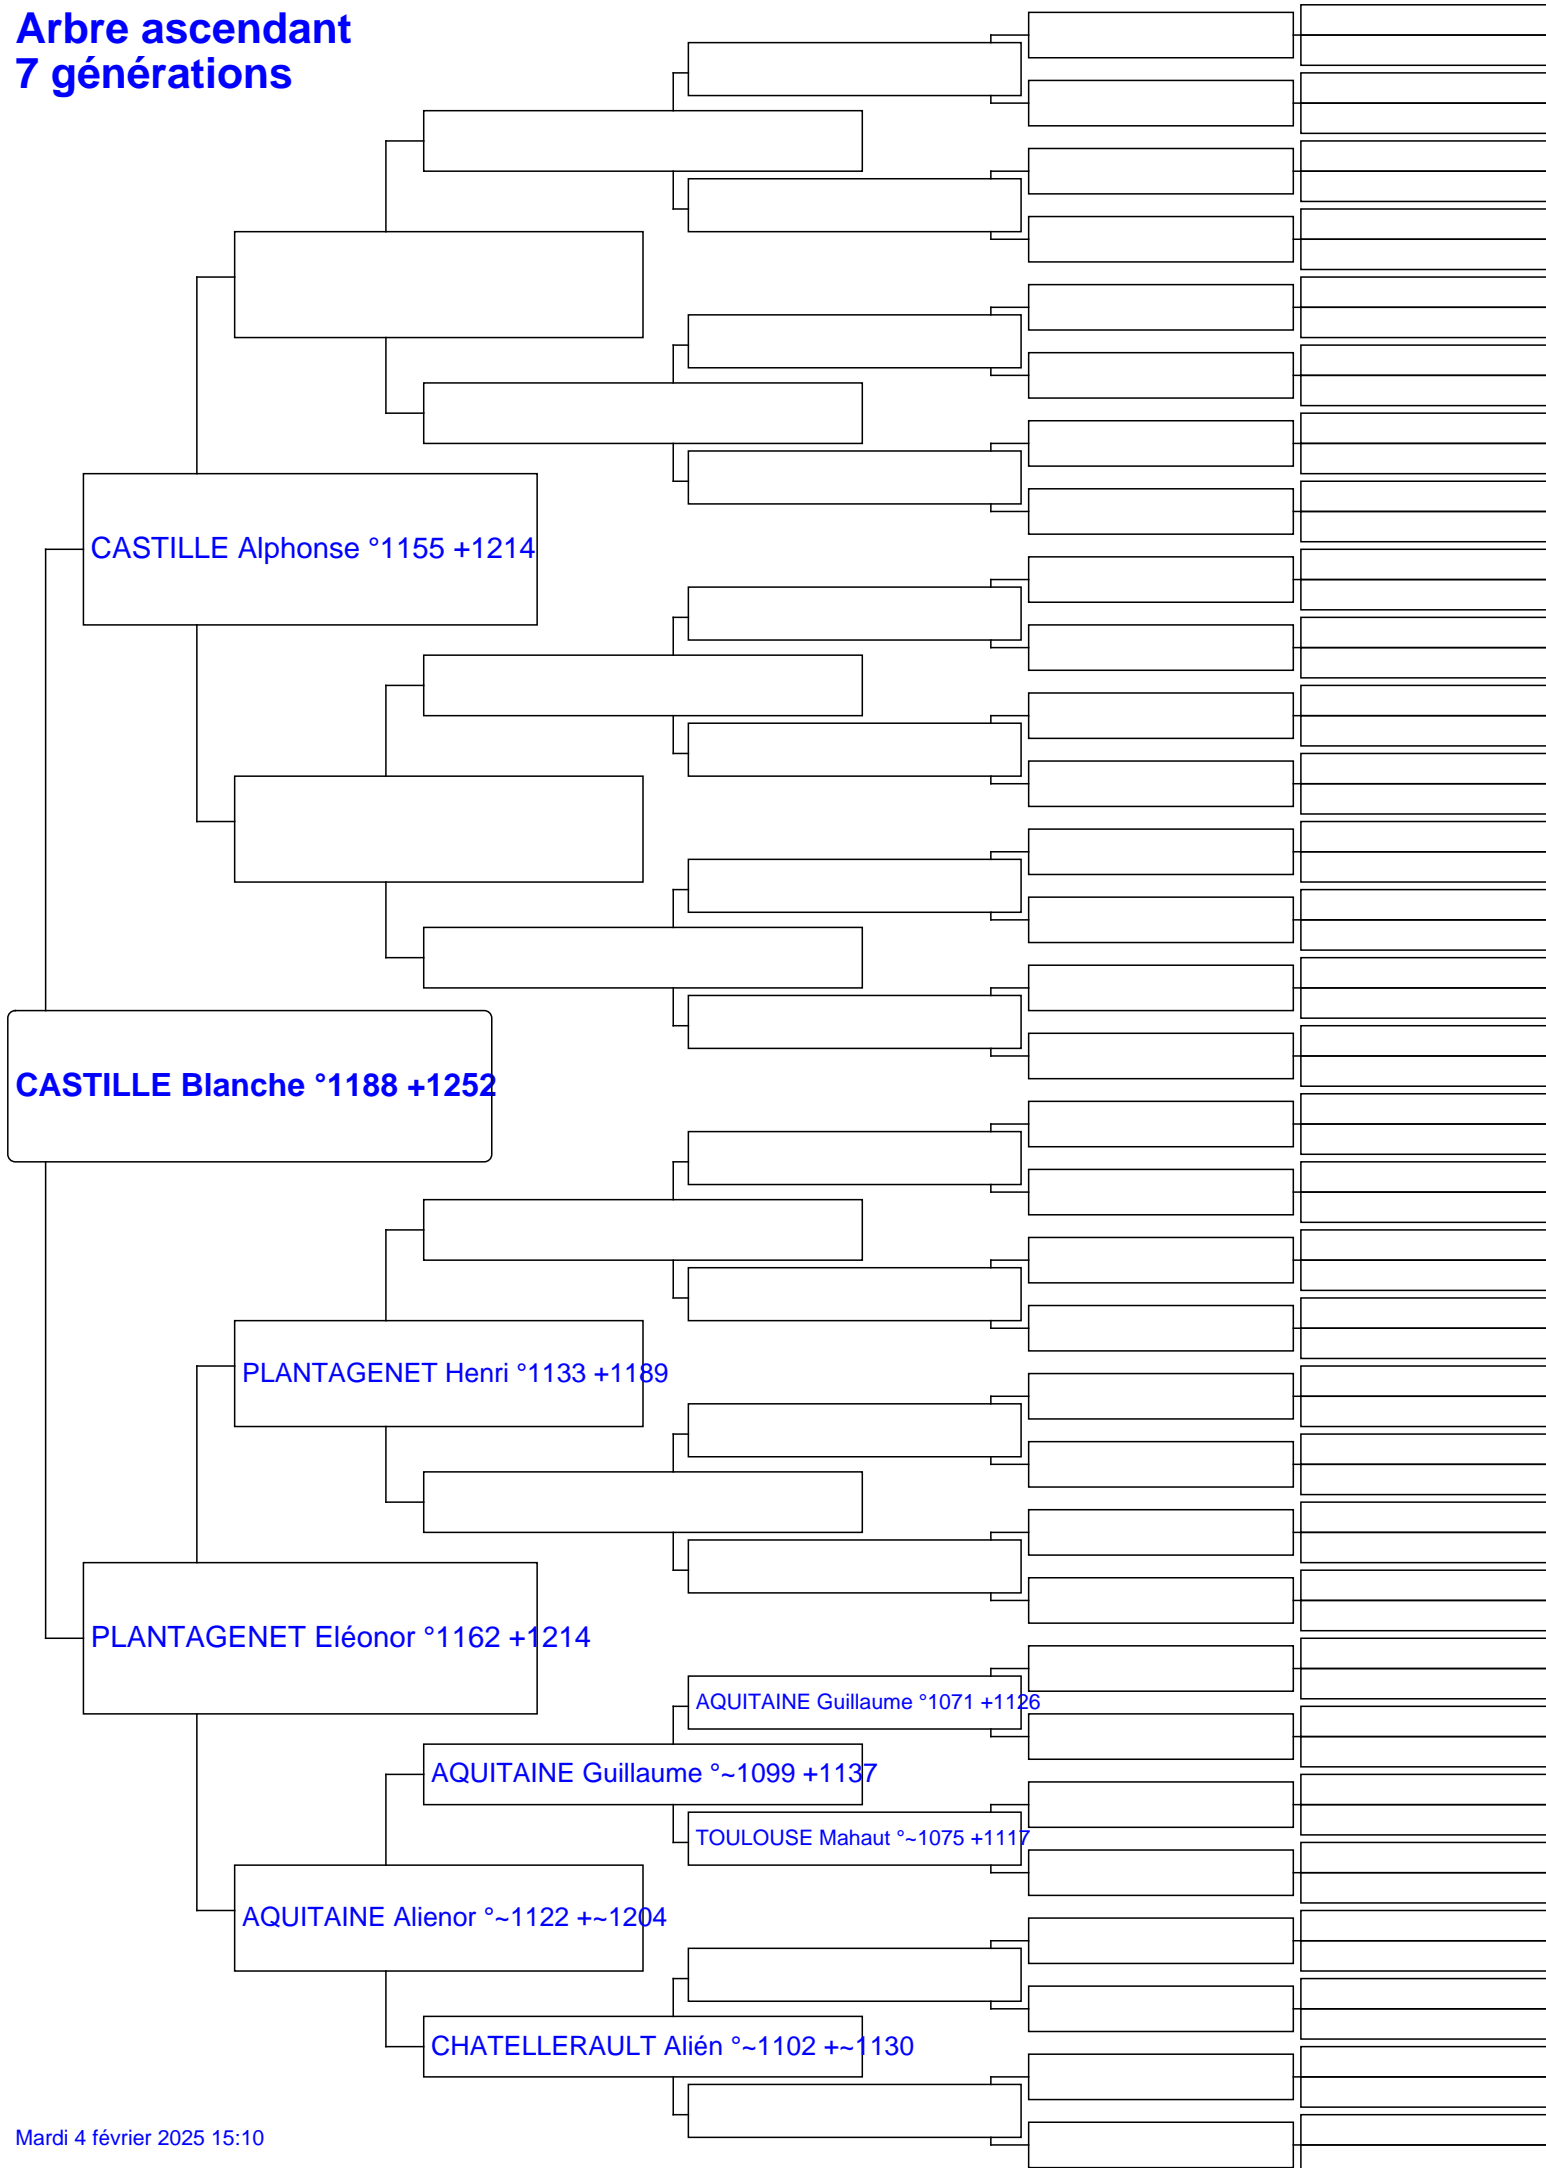 Arbre ascendant
7 générations
CASTILLE Alphonse °1155 +1214
CASTILLE Blanche °1188 +1252
PLANTAGENET Henri °1133 +1189
PLANTAGENET Eléonor °1162 +1214
AQUITAINE Guillaume °1071 +1126
AQUITAINE Guillaume °~1099 +1137
TOULOUSE Mahaut °~1075 +1117
AQUITAINE Alienor °~1122 +~1204
CHATELLERAULT Alién °~1102 +~1130
Mardi 4 février 2025 15:10